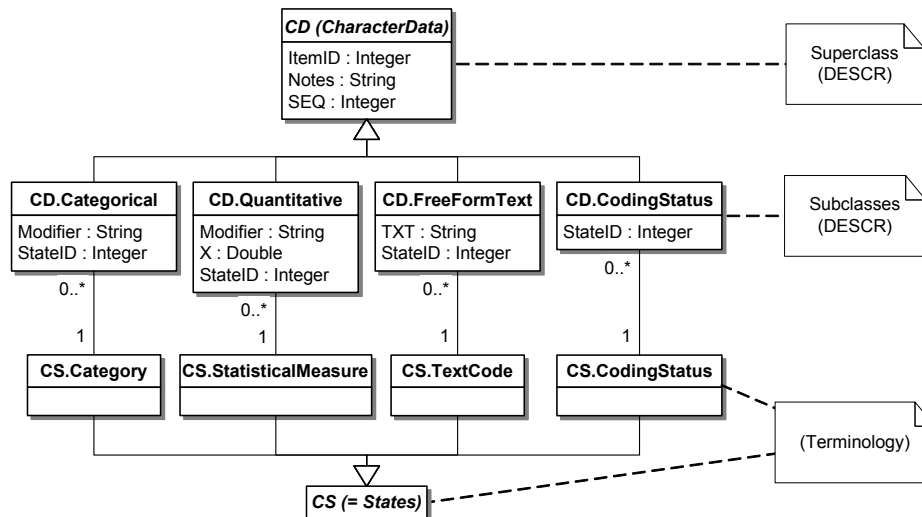 CD (CharacterData)
ItemID : Integer
Notes : String
SEQ : Integer
Superclass
(DESCR)
CD.Categorical
Modifier : String
StateID : Integer
CD.Quantitative
Modifier : String
X : Double
StateID : Integer
CD.FreeFormText
TXT : String
StateID : Integer
CD.CodingStatus
StateID : Integer
Subclasses
(DESCR)
0..*
0..*
0..*
0..*
1
1
1
1
CS.Category
CS.StatisticalMeasure
CS.TextCode
CS.CodingStatus
(Terminology)
CS (= States)